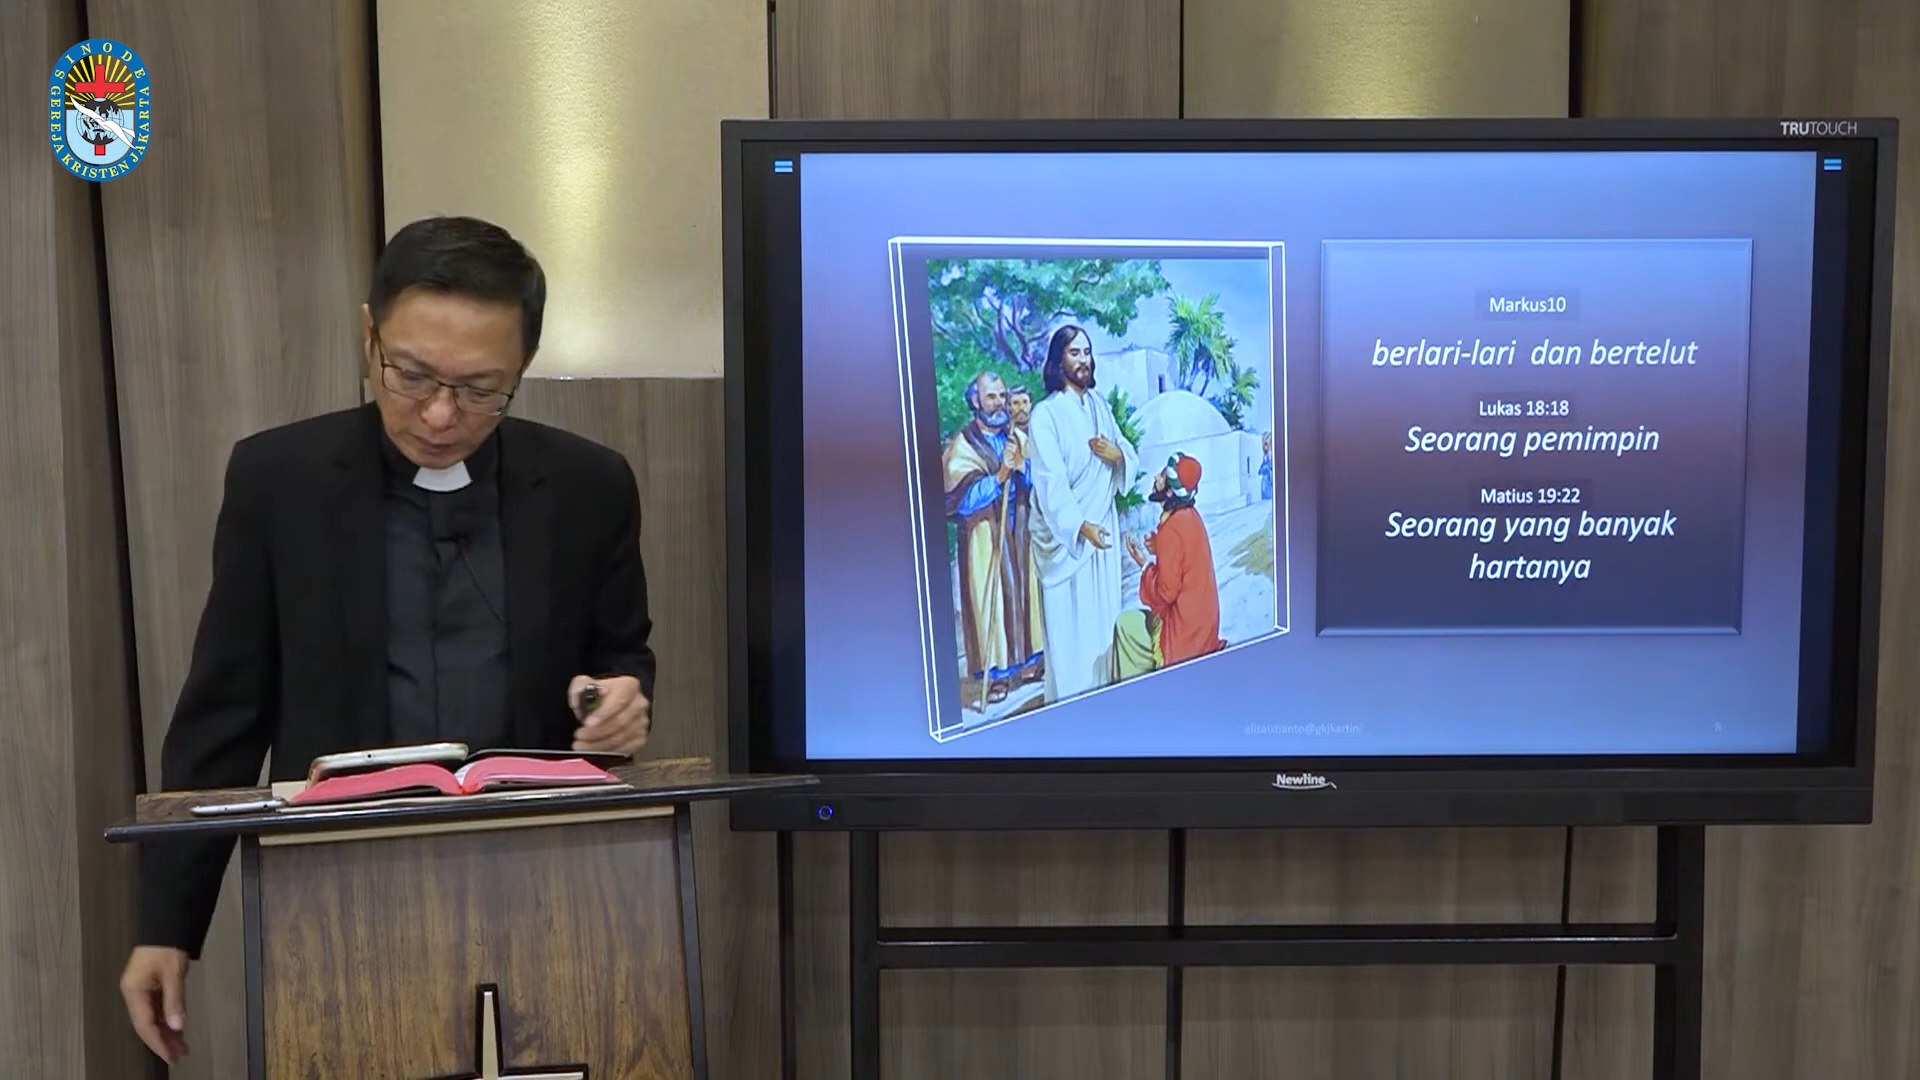 SINODE
GEREJA KRISTEN JAKARTA
TRUTOUCH
Markus10
berlari-lari dan bertelut
Lukas 18:18
Seorang pemimpin
Matius 19:22
Seorang yang banyak
hartanya
8
Newline